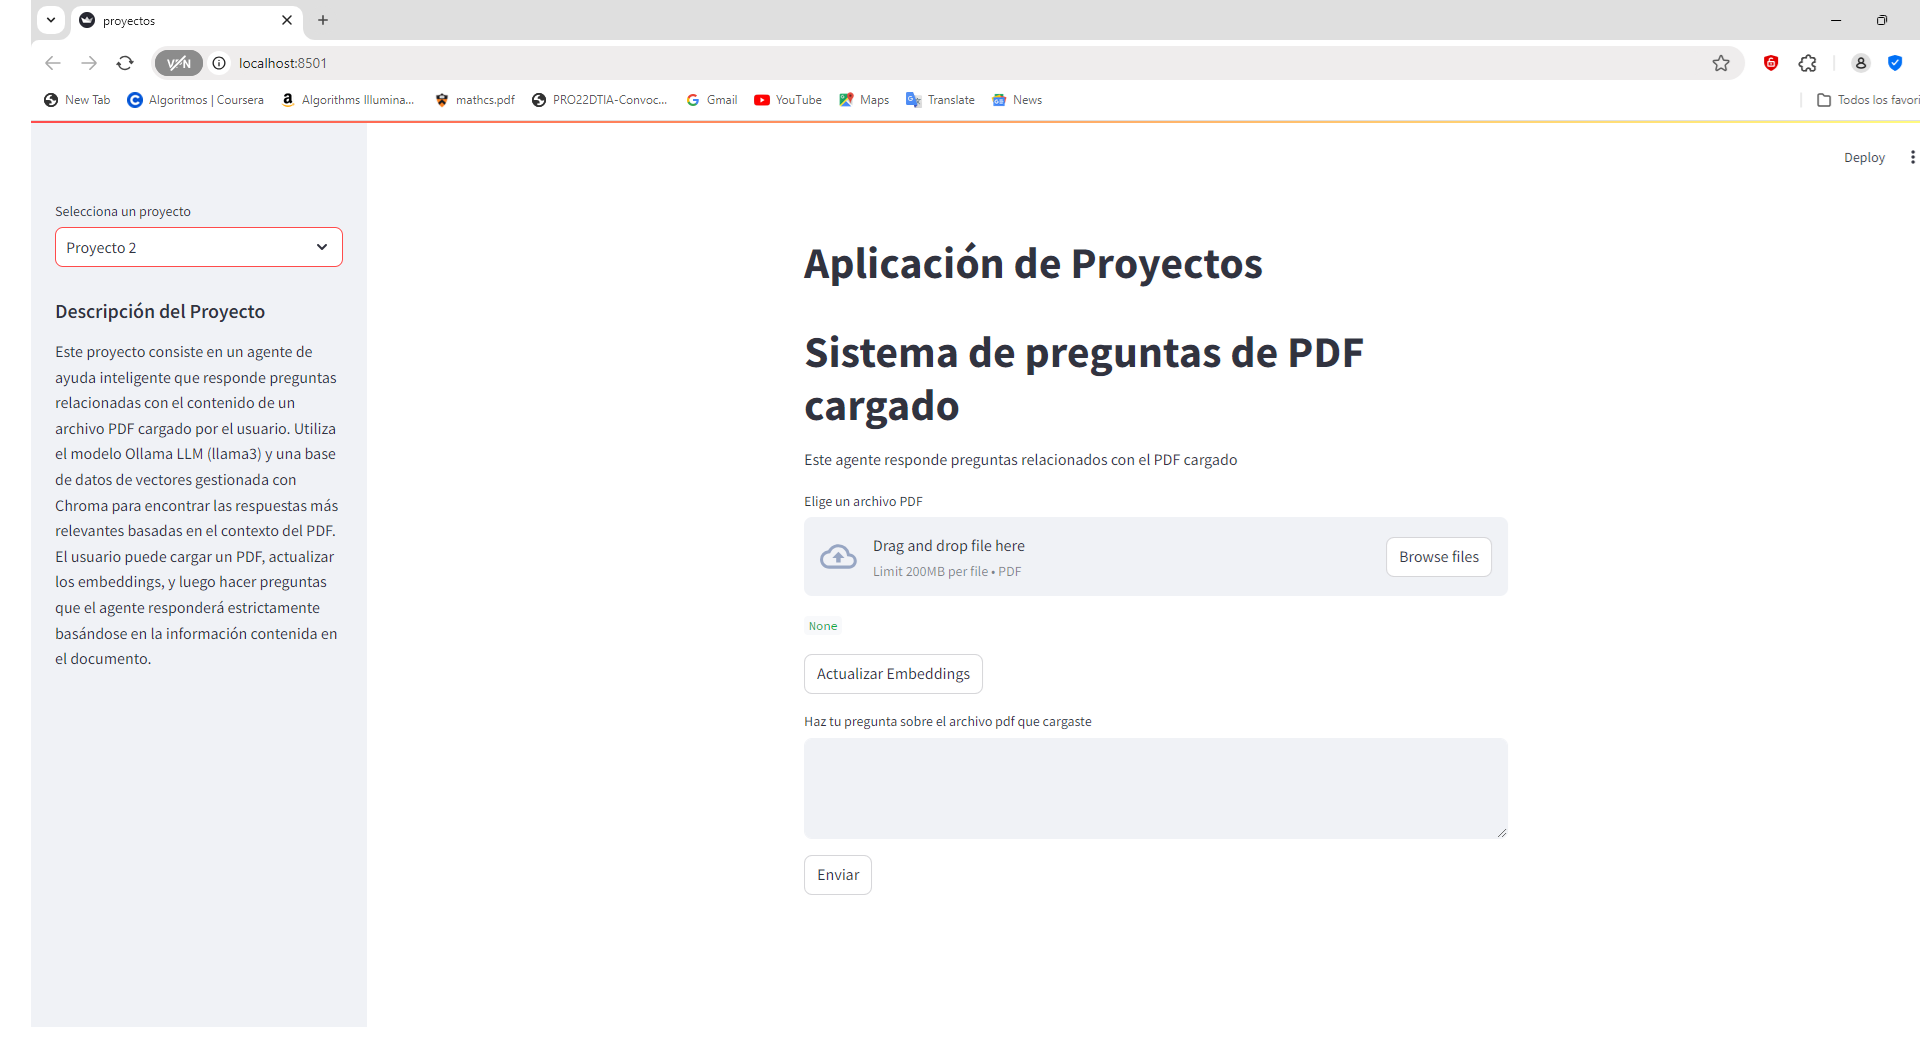 proyectos
VPN
localhost:8501
New Tab
Algoritmos | Coursera
Algorithms Illumina...
mathcs.pdf
PRO22DTIA-Convoc...
Gmail
YouTube
Maps
Translate
News
Todos los favori
Deploy
Selecciona un proyecto
Proyecto 2
Descripción del Proyecto
Este proyecto consiste en un agente de
ayuda inteligente que responde preguntas
relacionadas con el contenido de un
archivo PDF cargado por el usuario. Utiliza
el modelo Ollama LLM (llama3) y una base
de datos de vectores gestionada con
Chroma para encontrar las respuestas más
relevantes basadas en el contexto del PDF.
El usuario puede cargar un PDF, actualizar
los embeddings, y luego hacer preguntas
que el agente responderá estrictamente
basándose en la información contenida en
el documento.
Aplicación de Proyectos
Sistema de preguntas de PDF
cargado
Este agente responde preguntas relacionados con el PDF cargado
Elige un archivo PDF
Drag and drop file here
Limit 200MB per file • PDF
Browse files
None
Actualizar Embeddings
Haz tu pregunta sobre el archivo pdf que cargaste
Enviar